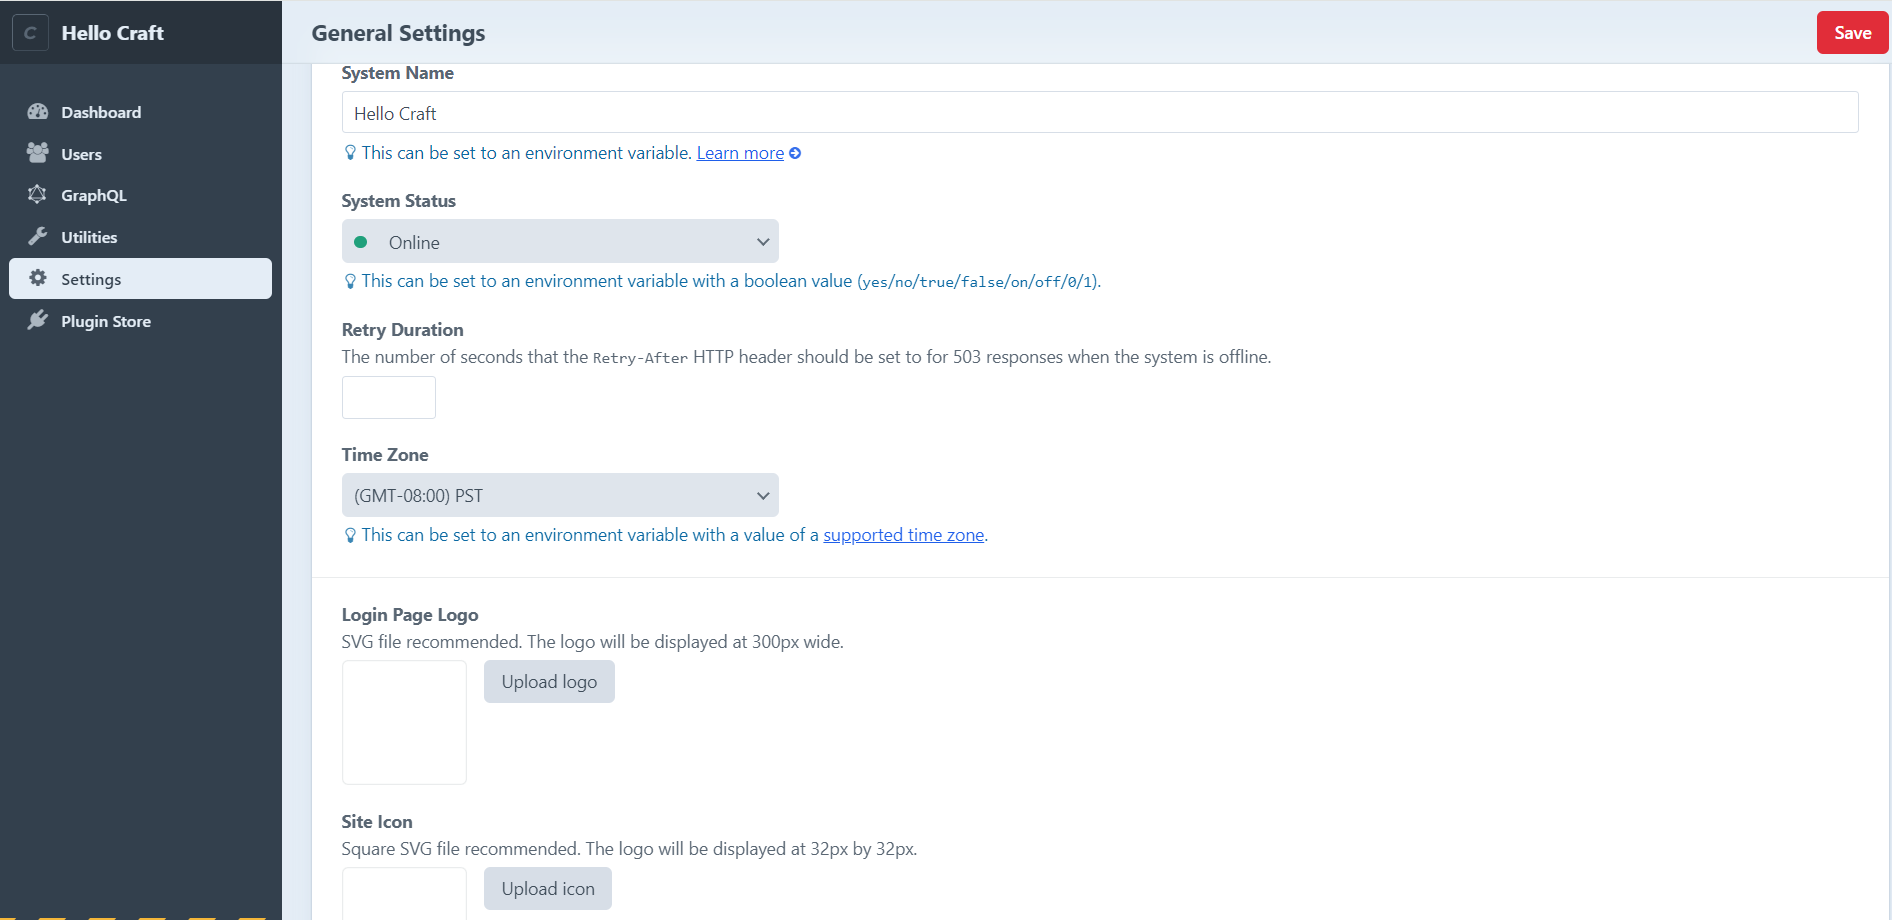 C
Hello Craft
General Settings
Save
Dashboard
Users
GraphQL
Utilities
Settings
Plugin Store
System Name
Hello Craft
This can be set to an environment variable. Learn more
System Status
Online
This can be set to an environment variable with a boolean value (yes/no/true/false/on/off/0/1).
Retry Duration
The number of seconds that the Retry-After HTTP header should be set to for 503 responses when the system is offline.
Time Zone
(GMT-08:00) PST
This can be set to an environment variable with a value of a supported time zone.
Login Page Logo
SVG file recommended. The logo will be displayed at 300px wide.
Upload logo
Site Icon
Square SVG file recommended. The logo will be displayed at 32px by 32px.
Upload icon